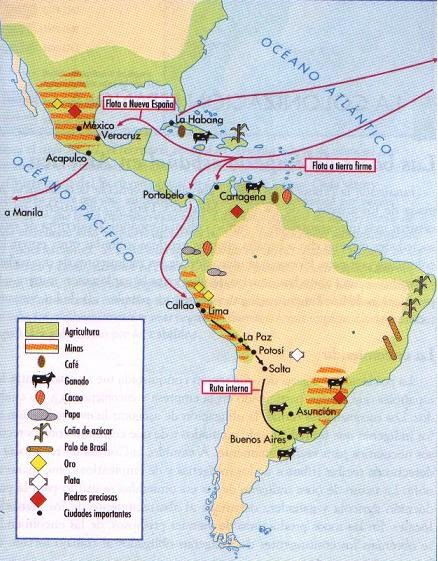 OCÉANO ATLÁNTICO
Flota a Nueva España
La Habana
México
Veracruz
Acapulco
OCÉANO PACÍFICO
Flota a tierra firme
a Manila
Portobelo
Cartagena
Callao
Lima
La Paz
Potosí
Salta
Ruta interna
Asunción
Buenos Aires
Agricultura
Minas
Café
Ganado
Cacao
Papa
Caña de azúcar
Palo de Brasil
Oro
Plata
Piedras preciosas
Ciudades importantes